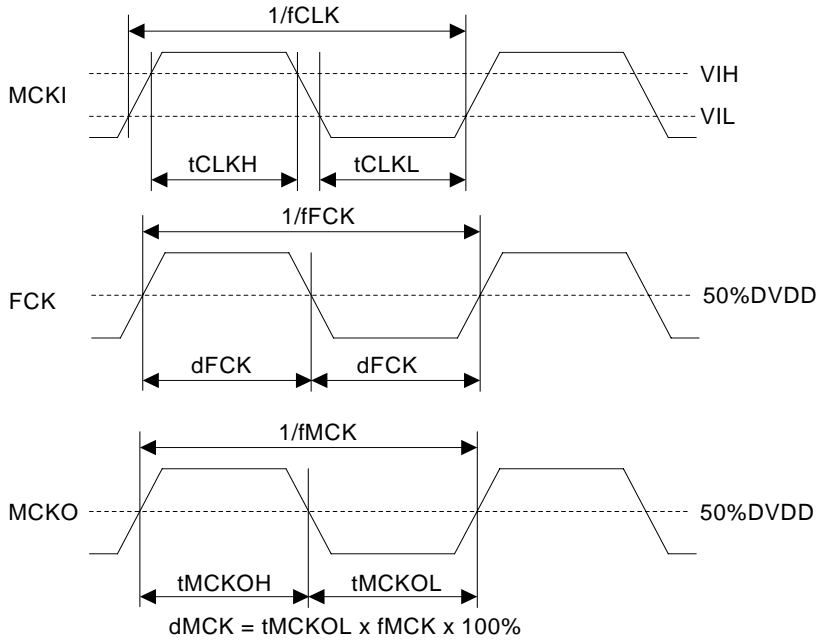 1/fCLK
MCKI
VIH
VIL
tCLKH
tCLKL
1/fFCK
FCK
50%DVDD
dFCK
dFCK
1/fMCK
MCKO
50%DVDD
tMCKOH
tMCKOL
dMCK = tMCKOL x fMCK x 100%